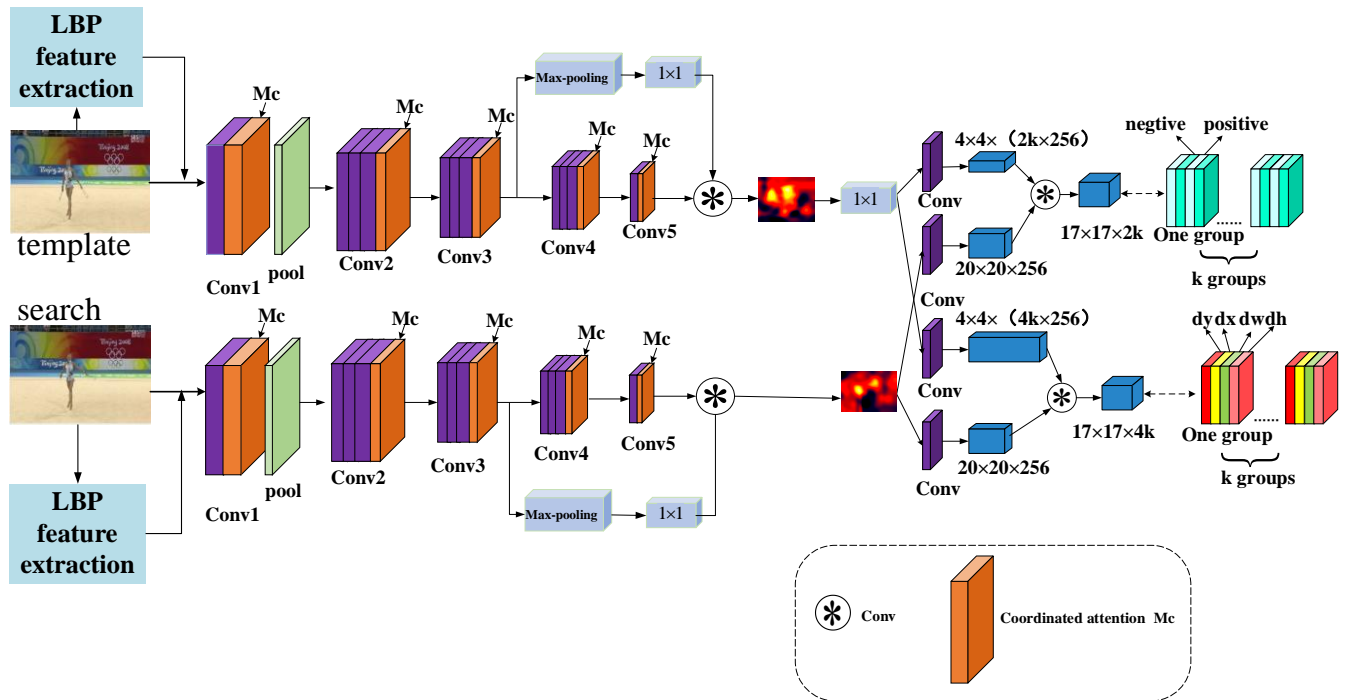 LBP
feature
extraction
template
Mc
Conv1
pool
Mc
Conv2
Mc
Conv3
Max-pooling
1×1
Mc
Conv4
Mc
Conv5
*
1×1
Conv
4×4×（2k×256）
Conv
20×20×256
*
17×17×2k
negtive
positive
One group
......
k groups
search
Beijing 2008
LBP
feature
extraction
Mc
Conv1
pool
Mc
Conv2
Mc
Conv3
Mc
Conv4
Mc
Conv5
Max-pooling
1×1
*
Conv
4×4×（4k×256）
Conv
20×20×256
*
17×17×4k
dy dx dwdh
One group
......
k groups
*
Conv
Coordinated attention Mc